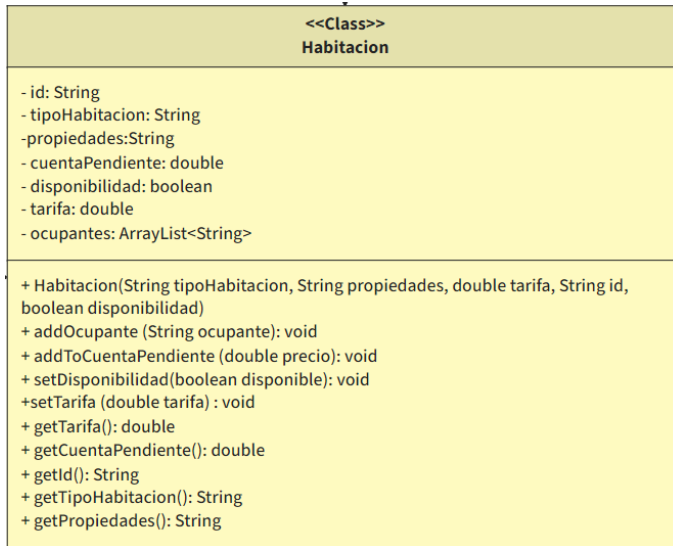 <<Class>>
Habitacion
- id: String
- tipoHabitacion: String
-propiedades:String
- cuentaPendiente: double
- disponibilidad: boolean
- tarifa: double
- ocupantes: ArrayList<String>
+ Habitacion(String tipoHabitacion, String propiedades, double tarifa, String id,
boolean disponibilidad)
+ addOcupante (String ocupante): void
+ addToCuentaPendiente (double precio): void
+ setDisponibilidad(boolean disponible): void
+setTarifa (double tarifa) : void
+ getTarifa(): double
+ getCuentaPendiente(): double
+ getId(): String
+ getTipoHabitacion(): String
+ getPropiedades(): String